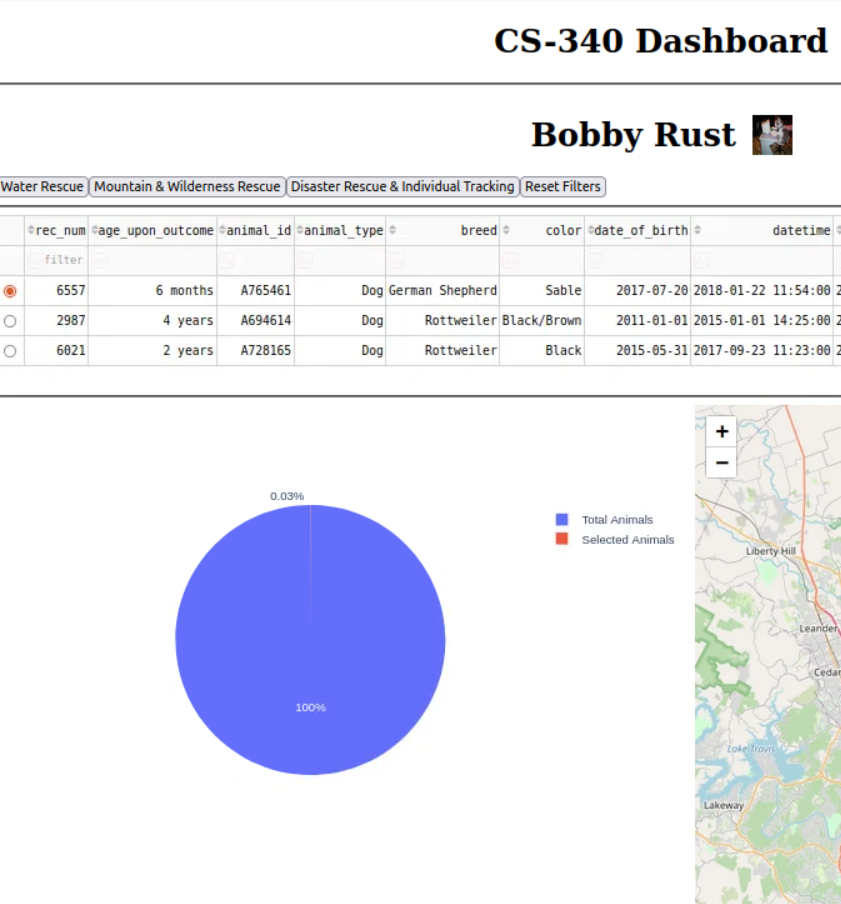 CS-340 Dashboard
Bobby Rust
Water Rescue Mountain & Wilderness Rescue Disaster Rescue & Individual Tracking Reset Filters
rec_num age_upon_outcome animal_id animal_type breed color date_of_birth datetime
filter
6557 6 months A765461 Dog German Shepherd Sable 2017-07-20 2018-01-22 11:54:00 2
2987 4 years A694614 Dog Rottweiler Black/Brown 2011-01-01 2015-01-01 14:25:00 2
6021 2 years A728165 Dog Rottweiler Black 2015-05-31 2017-09-23 11:23:00 2
+
−
0.03%
Total Animals
Selected Animals
100%
Liberty Hill
Leander
Cedar
Lake Travis
Lakeway